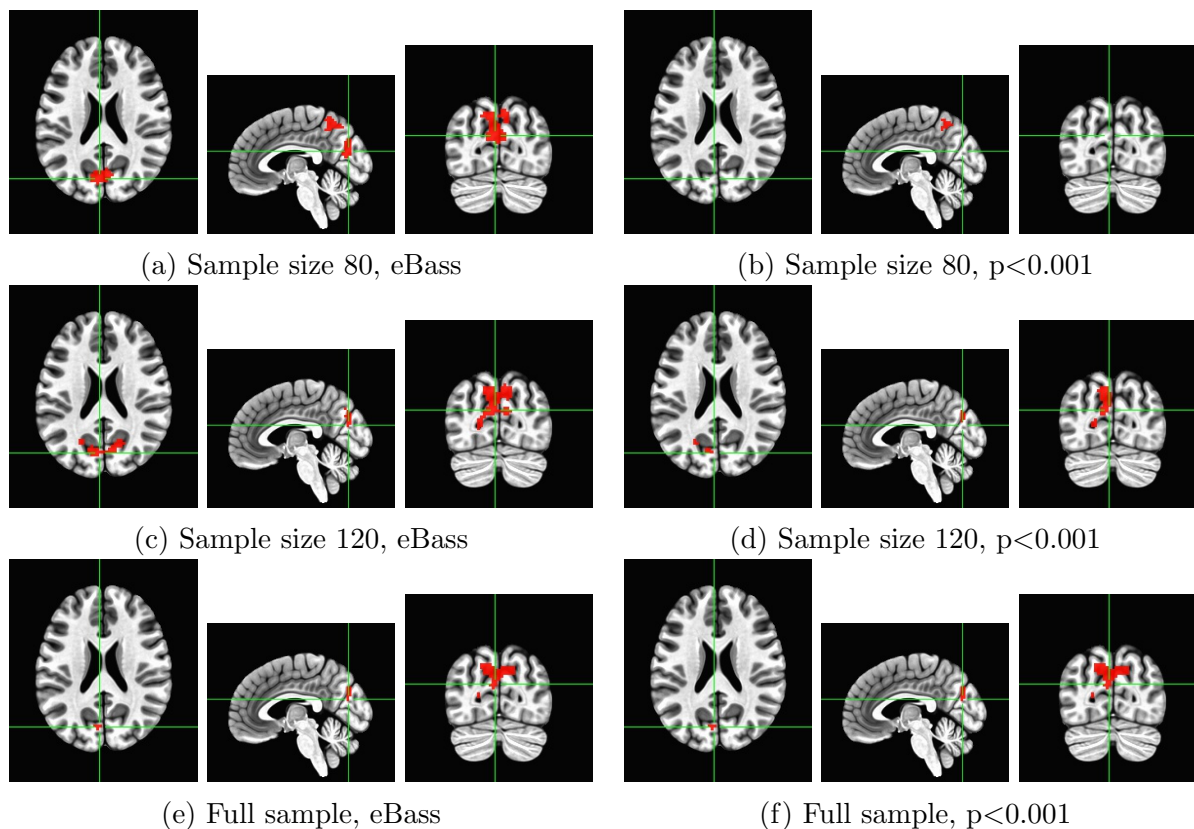 (a) Sample size 80, eBass
(b) Sample size 80, p<0.001
(c) Sample size 120, eBass
(d) Sample size 120, p<0.001
(e) Full sample, eBass
(f) Full sample, p<0.001